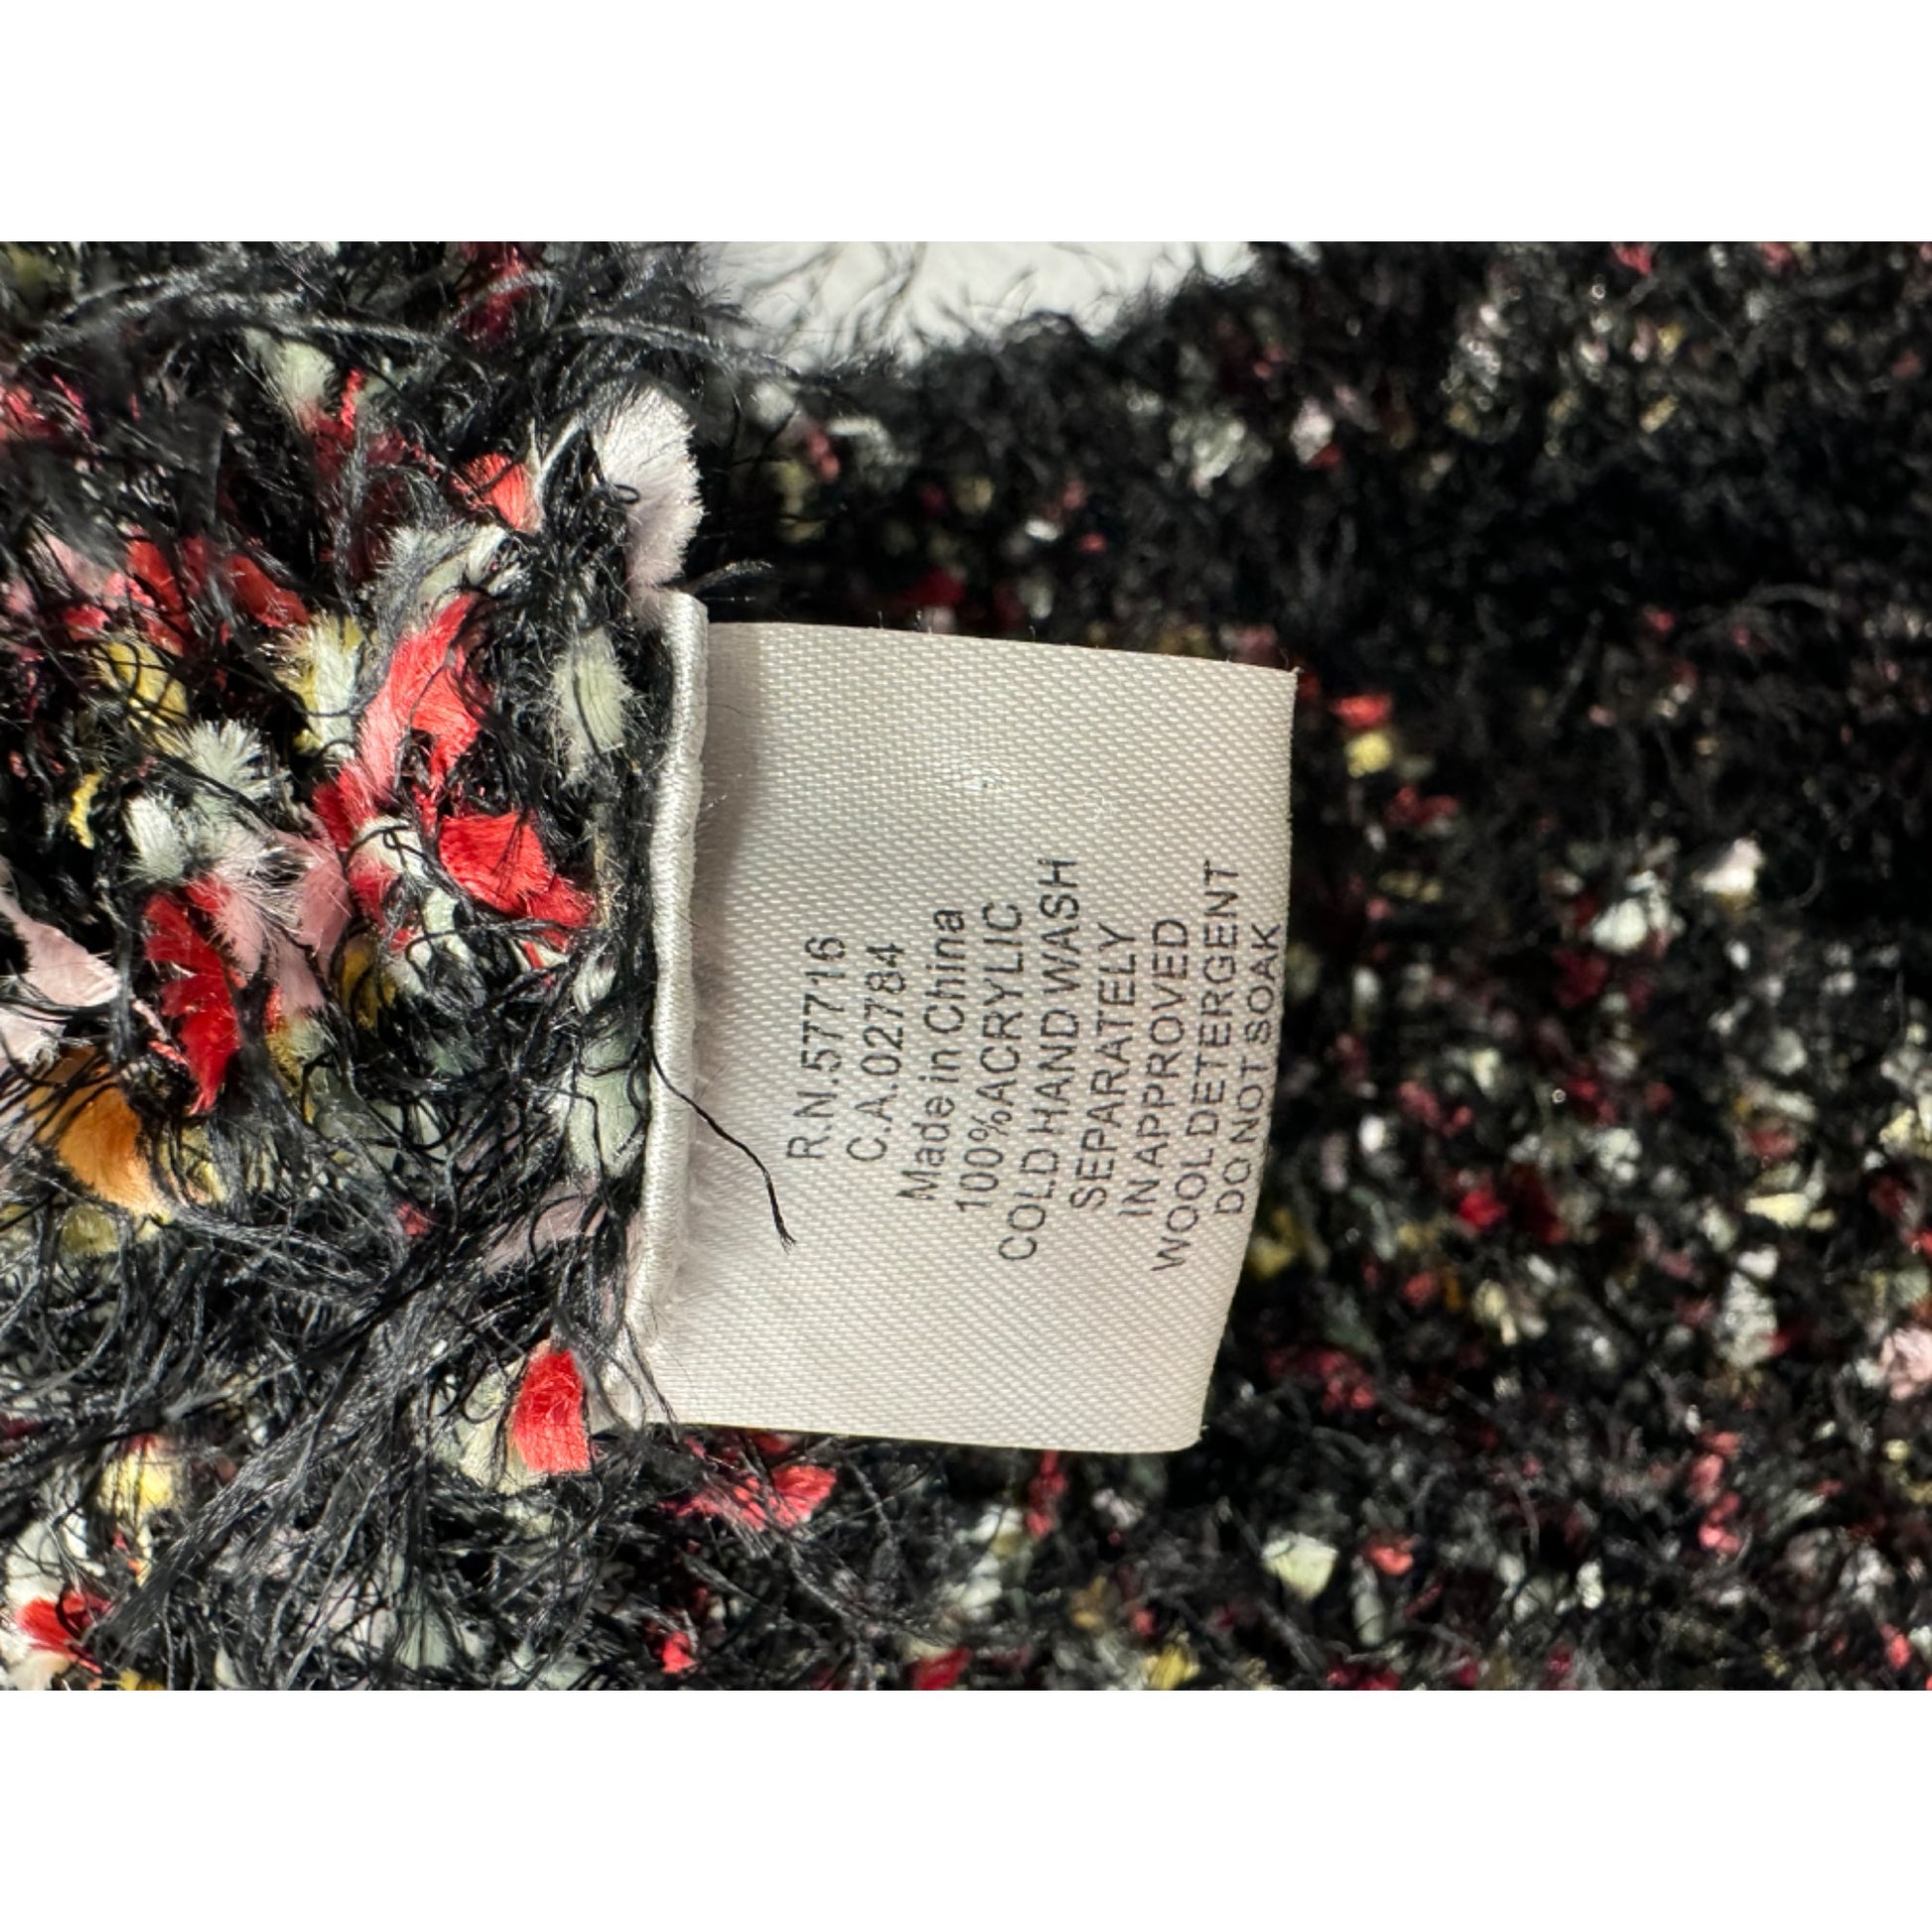 R.N.57716
C.A.02784
Made in China
100% ACRYLIC
COLD HAND WASH
SEPARATELY
IN APPROVED
WOOL DETERGENT
DO NOT SOAK